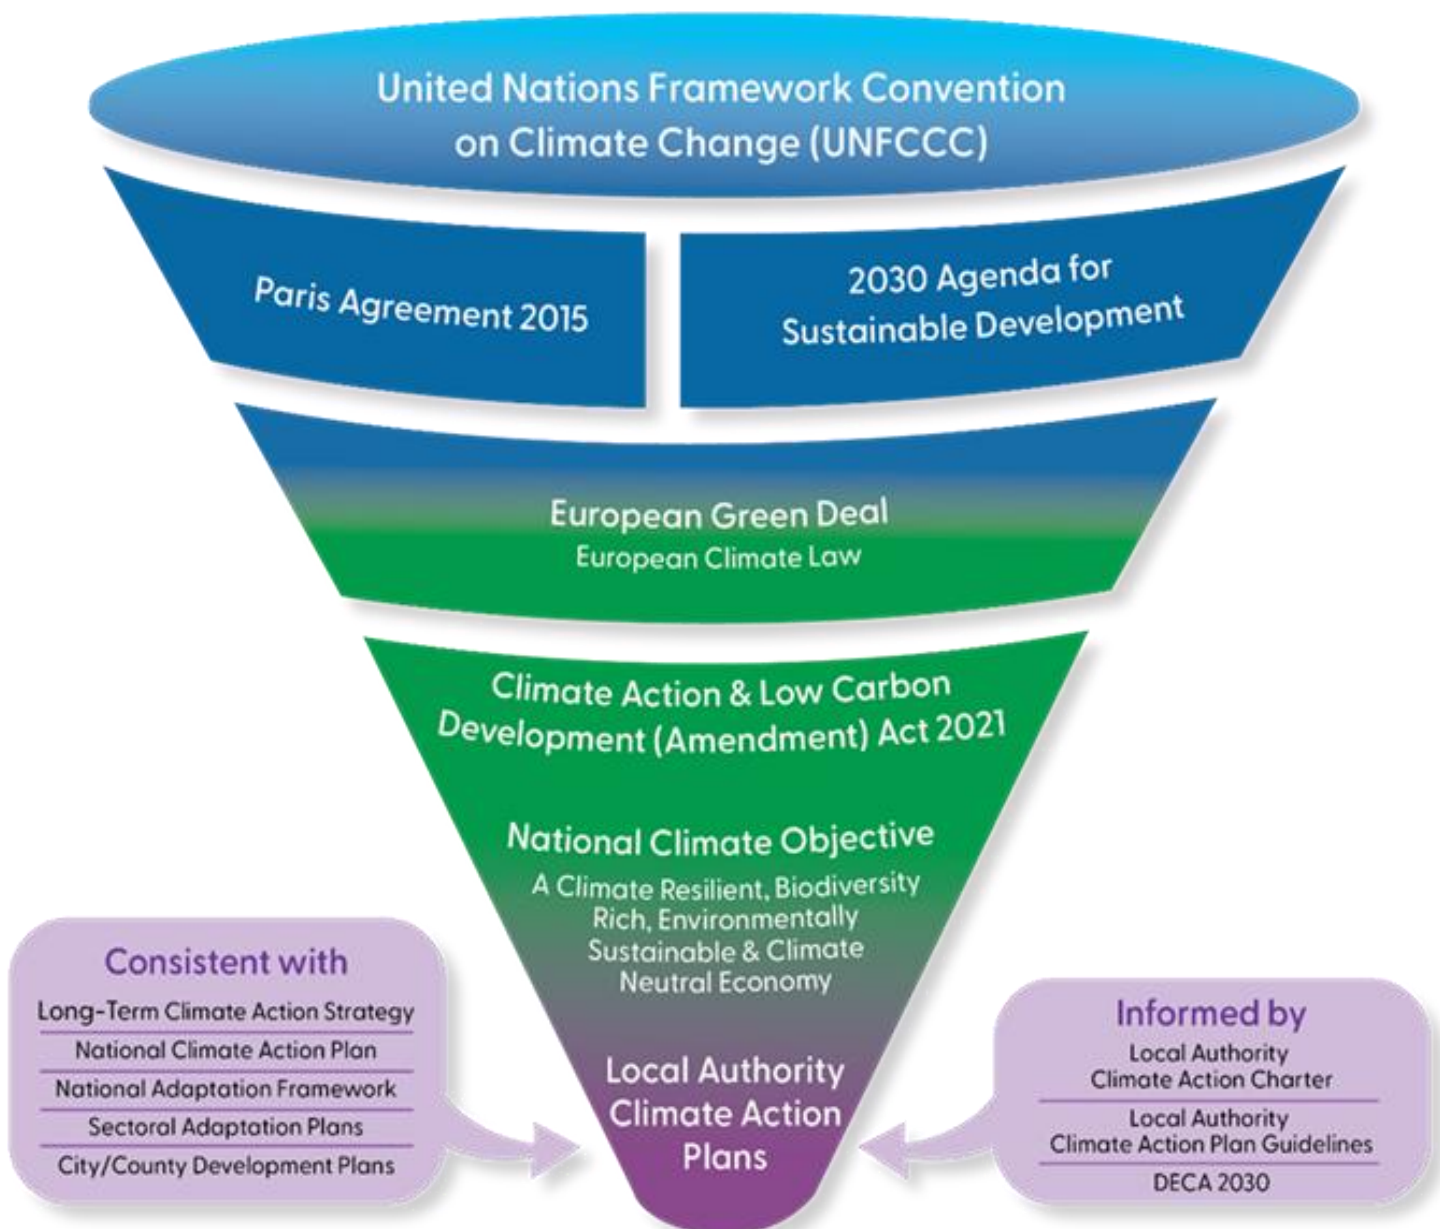 United Nations Framework Convention
on Climate Change (UNFCCC)
Paris Agreement 2015
2030 Agenda for
Sustainable Development
European Green Deal
European Climate Law
Climate Action & Low Carbon
Development (Amendment) Act 2021
National Climate Objective
A Climate Resilient, Biodiversity
Rich, Environmentally
Sustainable & Climate
Neutral Economy
Local Authority
Climate Action
Plans
Consistent with
Long-Term Climate Action Strategy
National Climate Action Plan
National Adaptation Framework
Sectoral Adaptation Plans
City/County Development Plans
Informed by
Local Authority
Climate Action Charter
Local Authority
Climate Action Plan Guidelines
DECA 2030